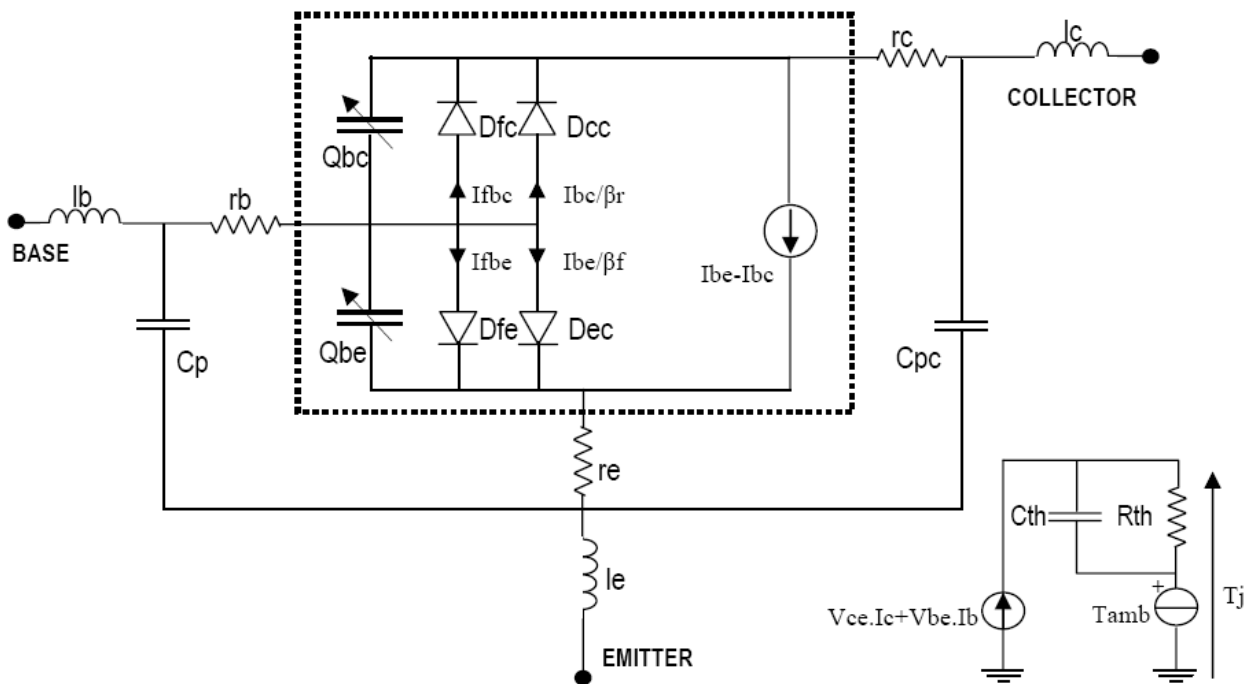 lc
rc
COLLECTOR
Dfc
Dcc
Qbc
lb
rb
Ifbc
Ibc/βr
BASE
Ifbe
Ibe/βf
Ibe-Ibc
Qbe
Dfe
Dec
Cp
Cpc
re
Cth
Rth
le
+
Vce.Ic+Vbe.Ib
Tamb
Tj
EMITTER